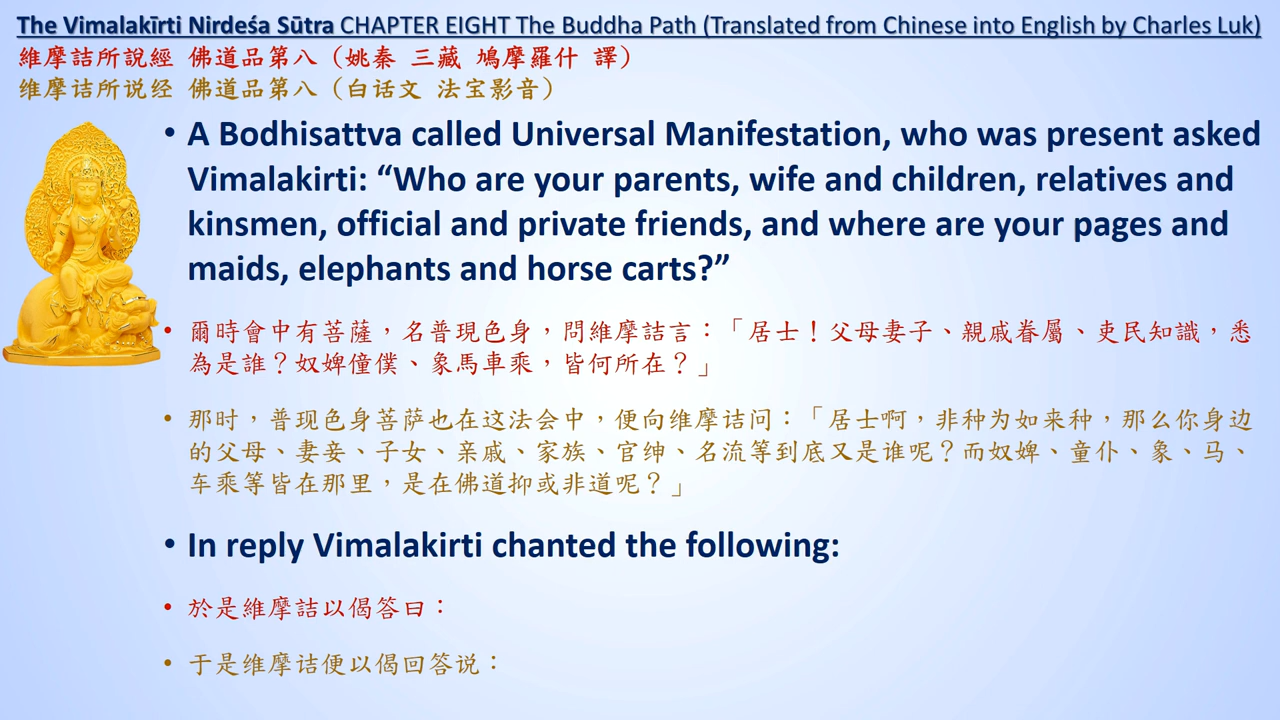 The Vimalakīrti Nirdeśa Sūtra CHAPTER EIGHT The Buddha Path (Translated from Chinese into English by Charles Luk)
維摩詰所說經 佛道品第八 (姚秦 三藏 鳩摩羅什 譯)
维摩诘所说经 佛道品第八 (白话文 法宝影音)
• A Bodhisattva called Universal Manifestation, who was present asked
Vimalakirti: “Who are your parents, wife and children, relatives and
kinsmen, official and private friends, and where are your pages and
maids, elephants and horse carts?”
• 爾時會中有菩薩，名普現色身，問維摩詰言：「居士！父母妻子、親戚眷屬、吏民知識，悉
為是誰？奴婢僮僕、象馬車乘，皆何所在？」
• 那时，普现色身菩萨也在这法会中，便向维摩诘问：「居士啊，非种为如来种，那么你身边
的父母、妻妾、子女、亲戚、家族、官绅、名流等到底又是谁呢？而奴婢、童仆、象、马、
车乘等皆在那里，是在佛道抑或非道呢？」
• In reply Vimalakirti chanted the following:
• 於是維摩詰以偈答曰：
• 于是维摩诘便以偈回答说：